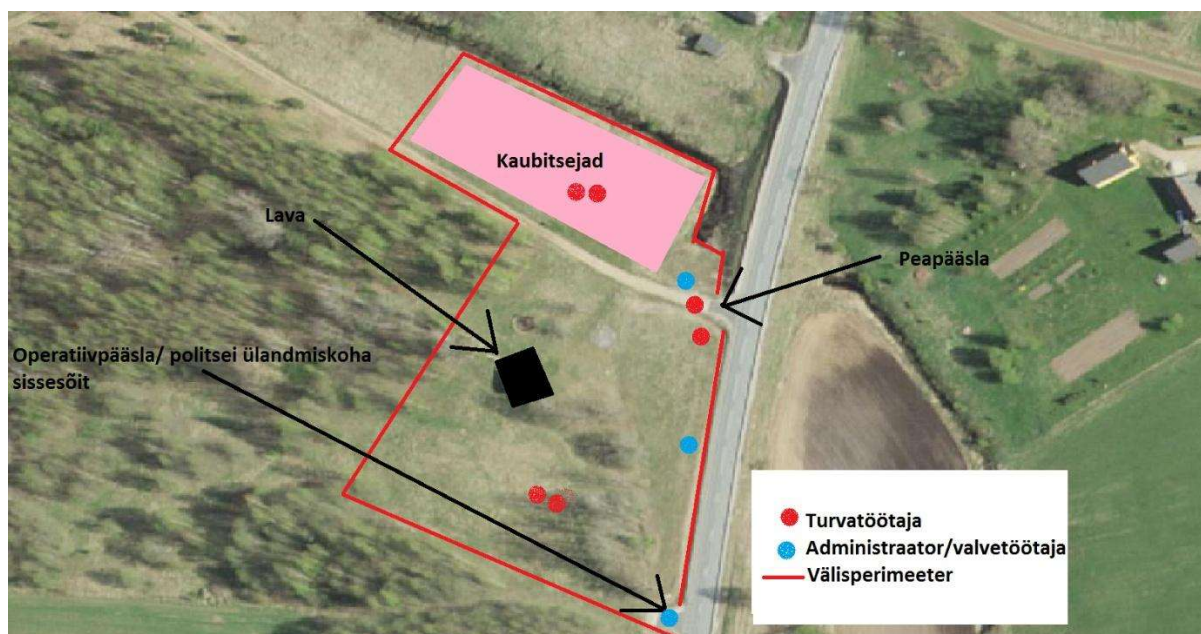 Kaubitsejad
Lava
Peapääsla
Operatiivpääsla/ politsei ülandmiskoha
sissesõit
Turvatöötaja
Administraator/valvetöötaja
Välisperimeeter